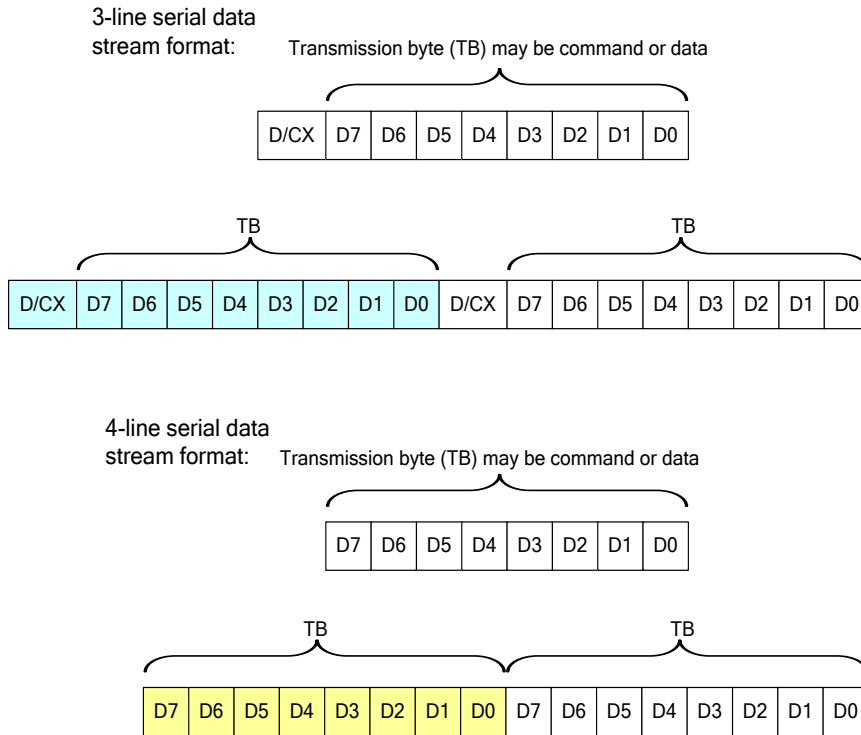 3-line serial data
stream format:
Transmission byte (TB) may be command or data
D/CX D7 D6 D5 D4 D3 D2 D1 D0
TB TB
D/CX D7 D6 D5 D4 D3 D2 D1 D0 D/CX D7 D6 D5 D4 D3 D2 D1 D0
4-line serial data
stream format:
Transmission byte (TB) may be command or data
D7 D6 D5 D4 D3 D2 D1 D0
TB TB
D7 D6 D5 D4 D3 D2 D1 D0 D7 D6 D5 D4 D3 D2 D1 D0